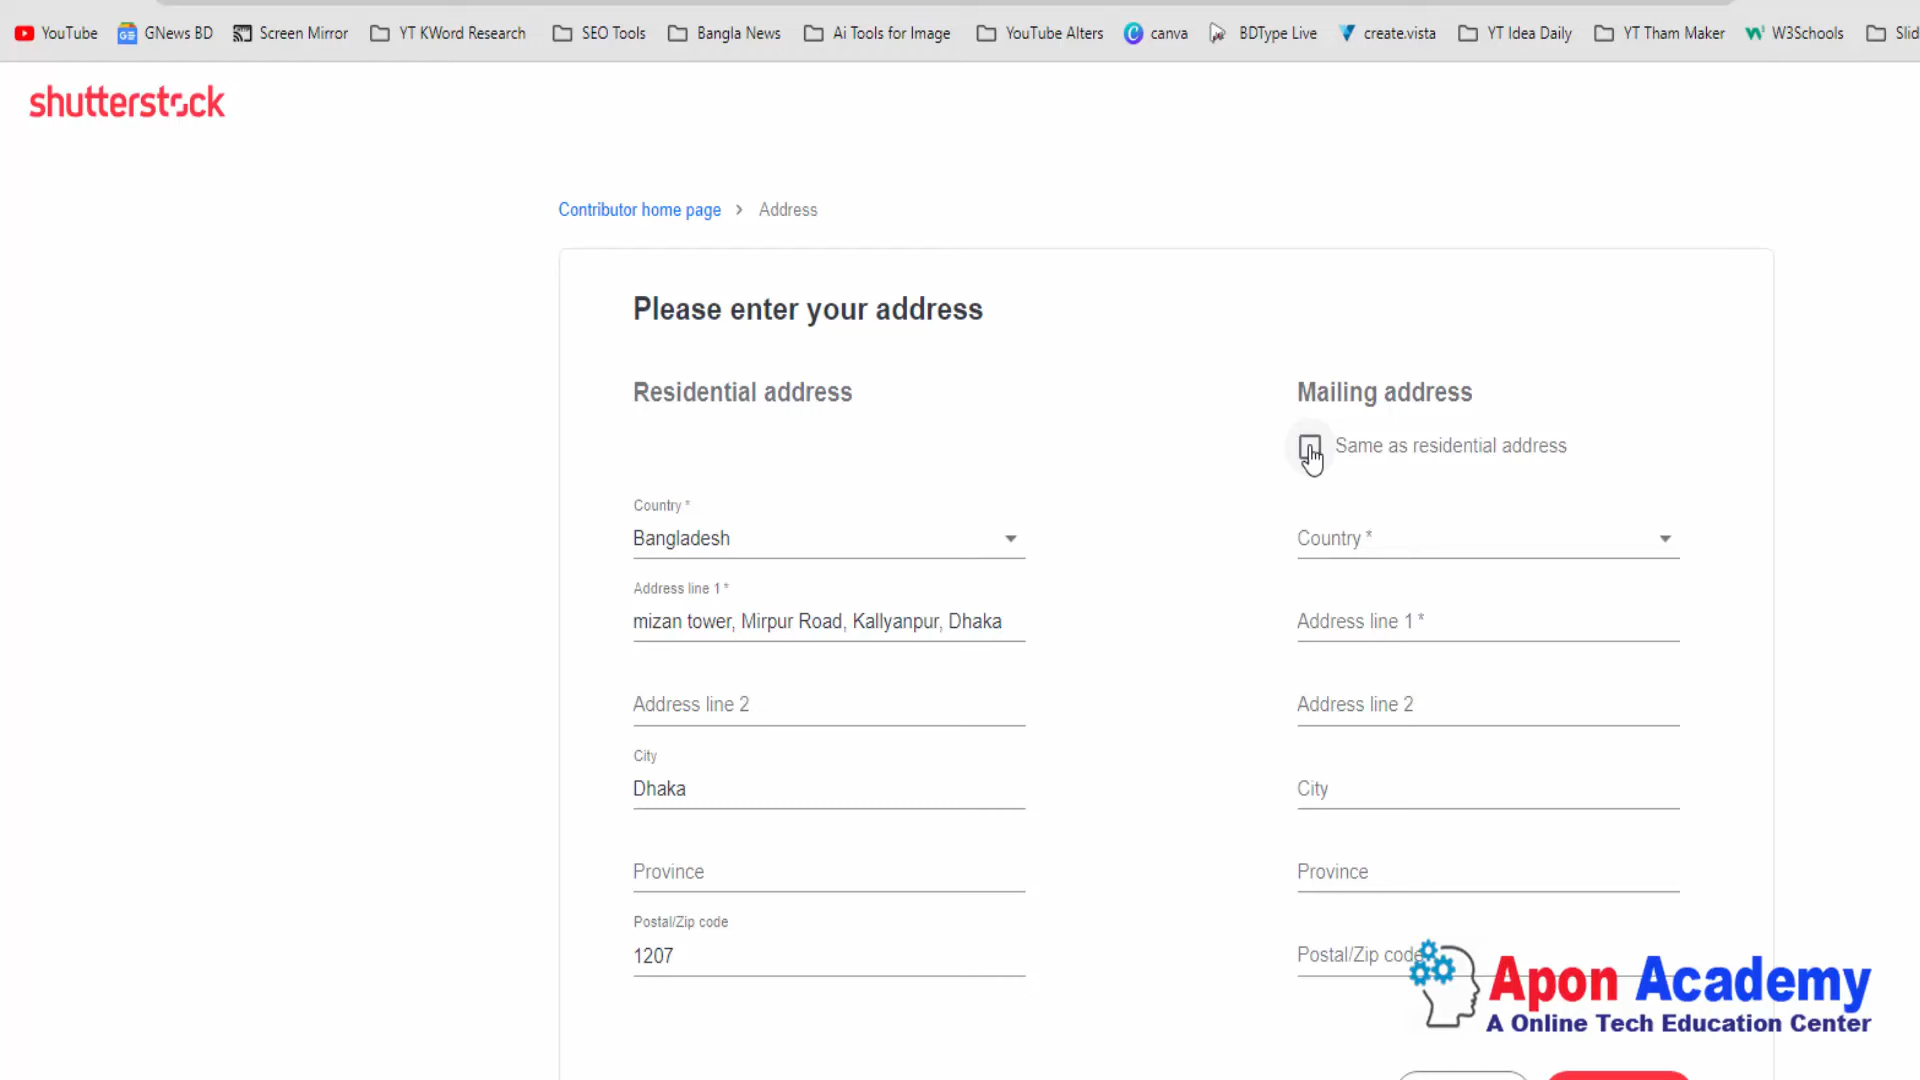 YouTube GNews BD Screen Mirror YT KWord Research SEO Tools Bangla News Ai Tools for Image YouTube Alters canva BDType Live create.vista YT Idea Daily YT Tham Maker W3Schools Slid
shutterstock
Contributor home page > Address
Please enter your address
Residential address
Mailing address
Same as residential address
Country *
Bangladesh
Country *
Address line 1 *
mizan tower, Mirpur Road, Kallyanpur, Dhaka
Address line 1 *
Address line 2
Address line 2
City
Dhaka
City
Province
Province
Postal/Zip code
1207
Postal/Zip code
Apon Academy
A Online Tech Education Center